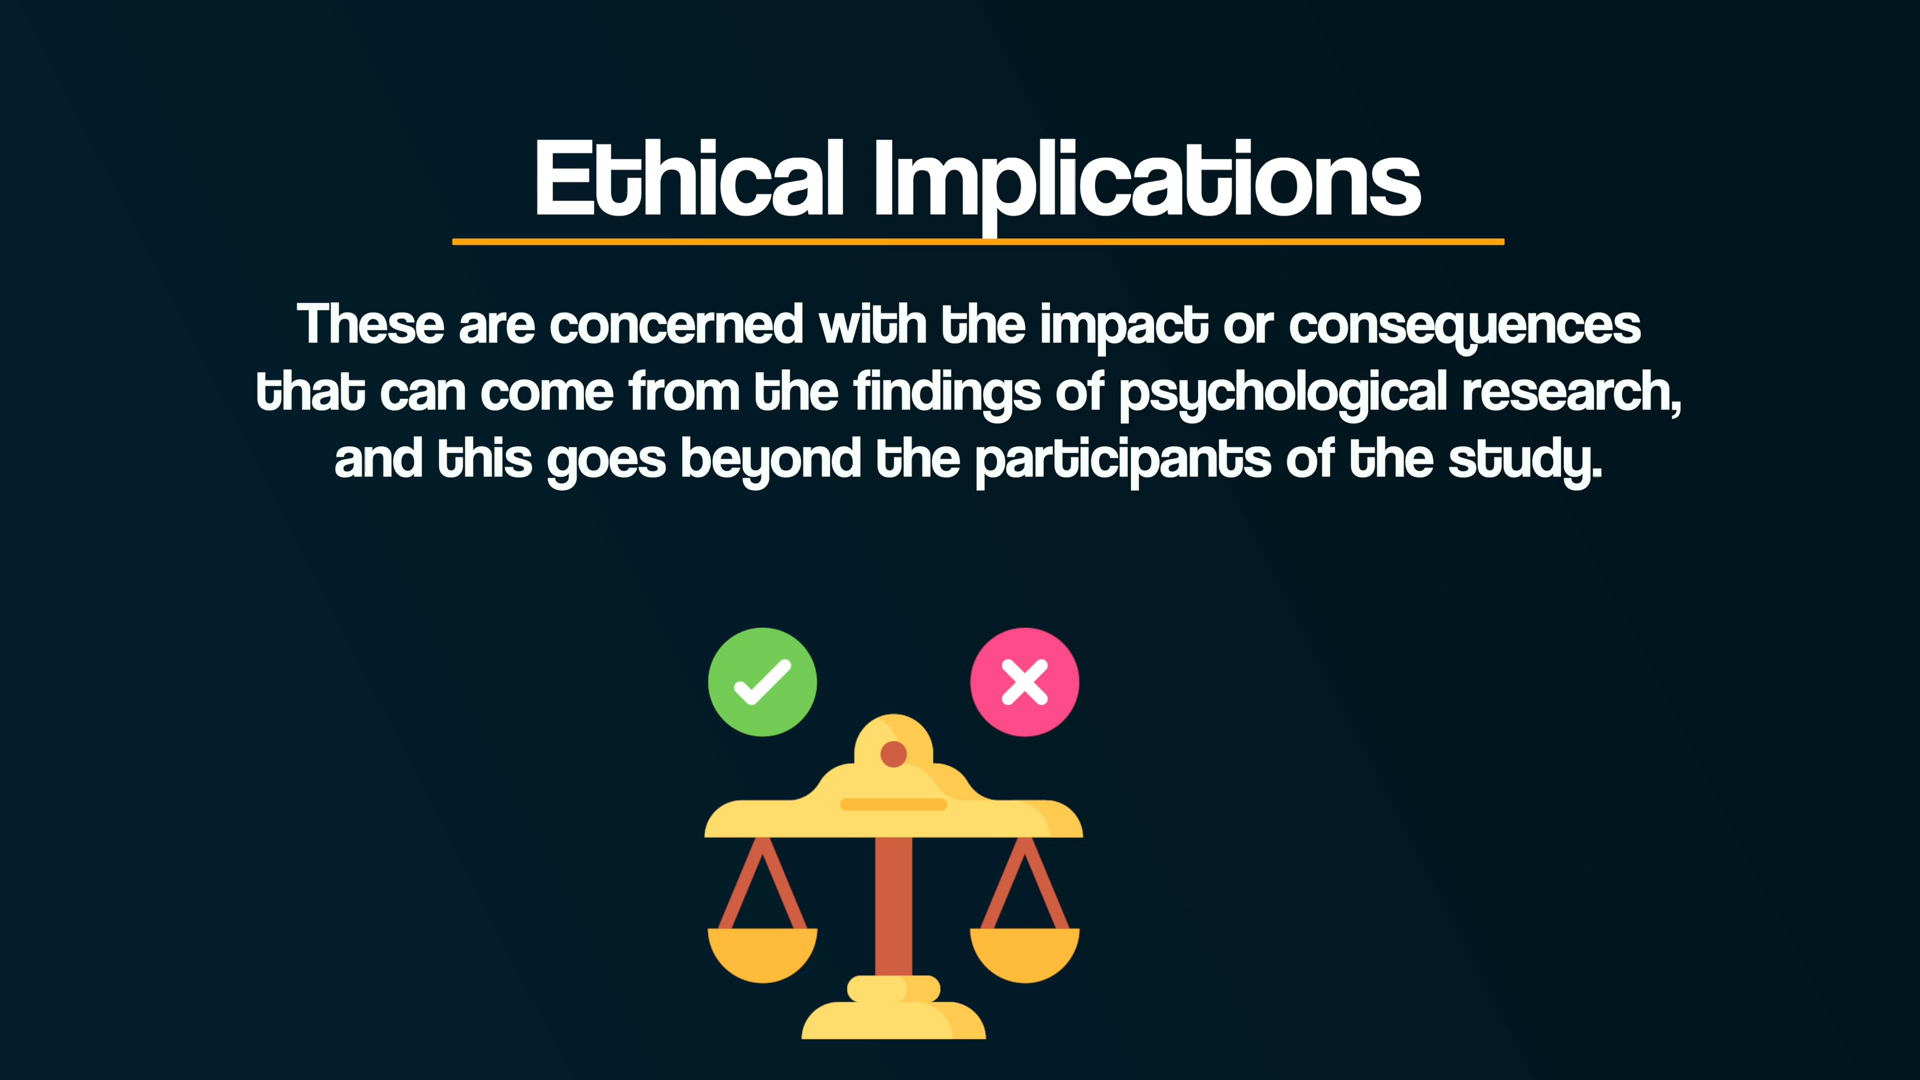 Ethical Implications
These are concerned with the impact or consequences
that can come from the findings of psychological research,
and this goes beyond the participants of the study.